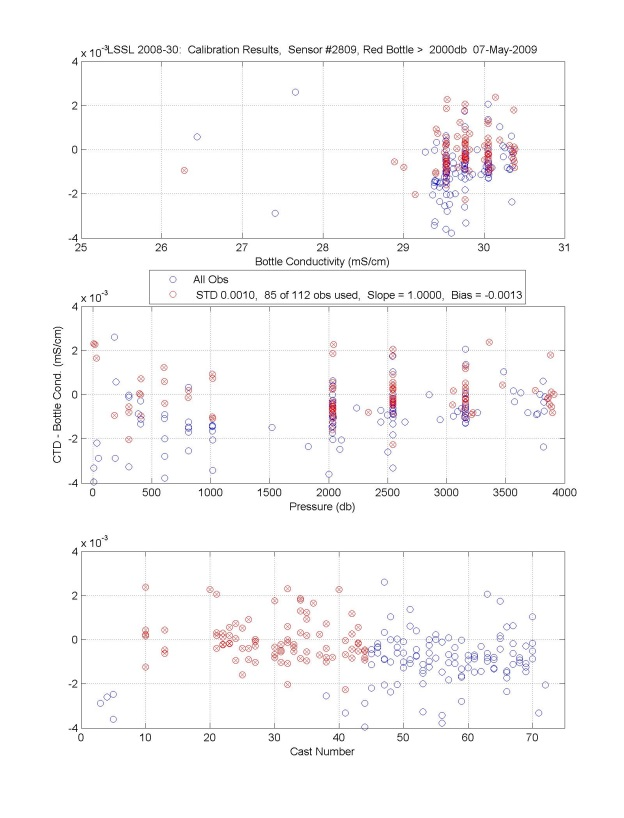 x 10⁻³ LSSL 2008-30: Calibration Results, Sensor #2809, Red Bottle > 2000db 07-May-2009
4
2
0
-2
-4
25 26 27 28 29 30 31
Bottle Conductivity (mS/cm)
All Obs
STD 0.0010, 85 of 112 obs used, Slope = 1.0000, Bias = -0.0013
x 10⁻³
4
2
0
-2
-4
CTD - Bottle Cond. (mS/cm)
0 500 1000 1500 2000 2500 3000 3500 4000
Pressure (db)
x 10⁻³
4
2
0
-2
-4
0 10 20 30 40 50 60 70
Cast Number